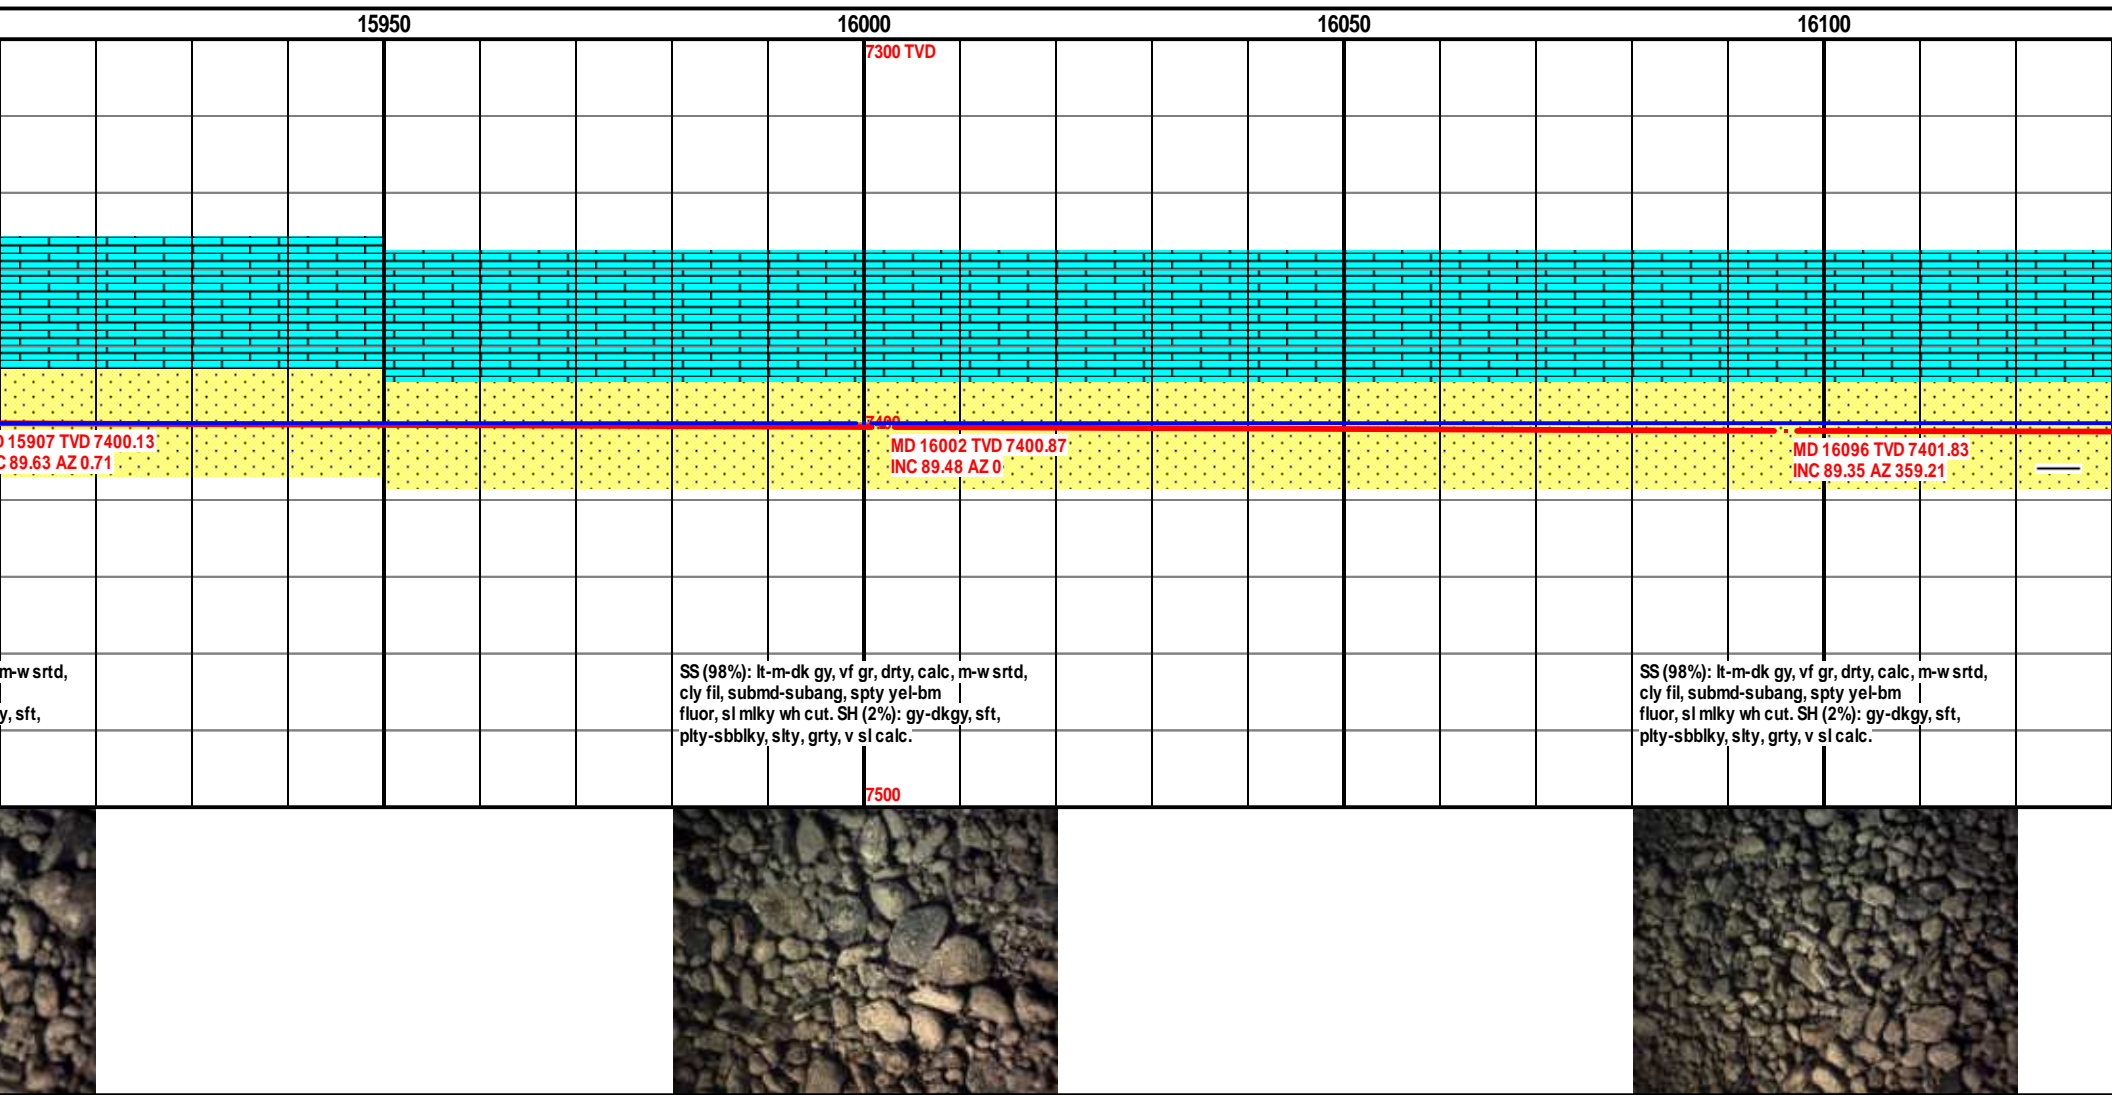 15950 16000 16050 16100
7300 TVD
7400
D 15907 TVD 7400.13
C 89.63 AZ 0.71
MD 16002 TVD 7400.87
INC 89.48 AZ 0
MD 16096 TVD 7401.83
INC 89.35 AZ 359.21
m-w srtd,
y, sft,
SS (98%): lt-m-dk gy, vf gr, drty, calc, m-w srtd,
cly fil, submd-subang, spty yel-bm
fluor, sl mlky wh cut. SH (2%): gy-dkgy, sft,
plty-sbblky, slty, grty, v sl calc.
SS (98%): lt-m-dk gy, vf gr, drty, calc, m-w srtd,
cly fil, submd-subang, spty yel-bm
fluor, sl mlky wh cut. SH (2%): gy-dkgy, sft,
plty-sbblky, slty, grty, v sl calc.
7500